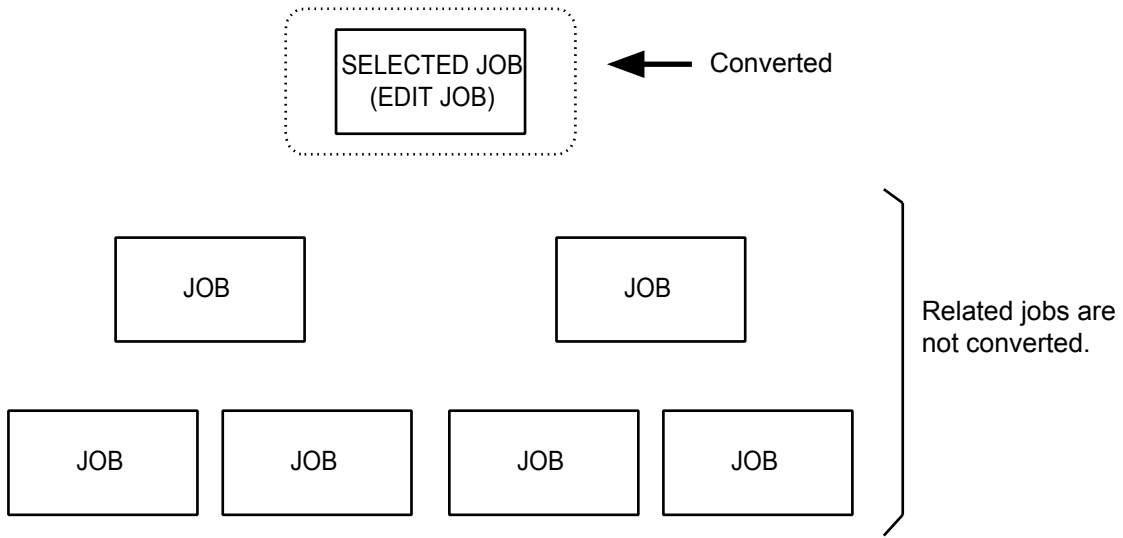 SELECTED JOB
(EDIT JOB)
Converted
JOB
JOB
Related jobs are
not converted.
JOB
JOB
JOB
JOB